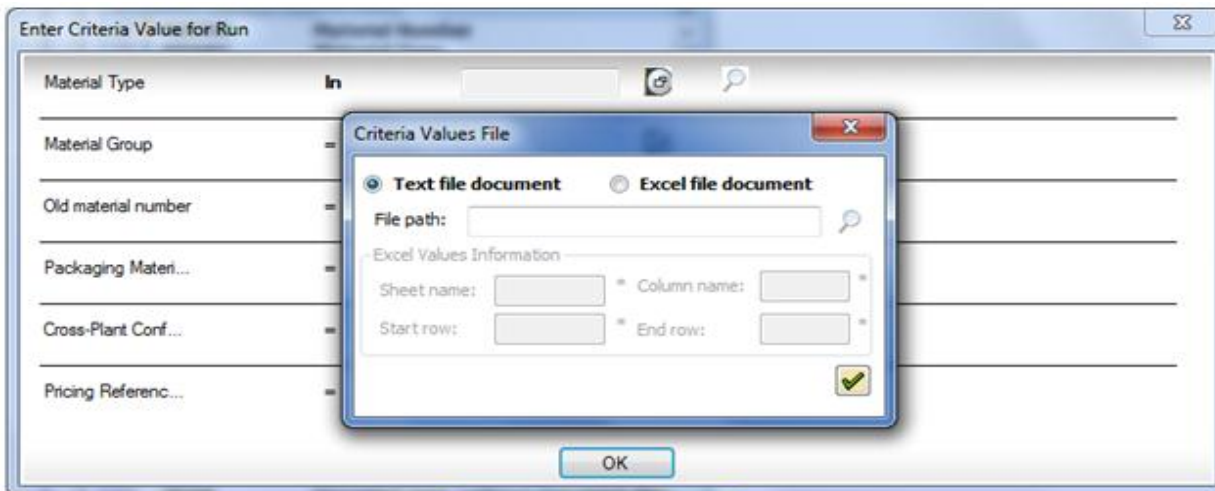 Enter Criteria Value for Run
Material Type In
Material Group =
Old material number =
Packaging Materi... =
Cross-Plant Conf... =
Pricing Referenc... =
Criteria Values File
Text file document Excel file document
File path:
Excel Values Information
Sheet name: * Column name: *
Start row: * End row: *
OK